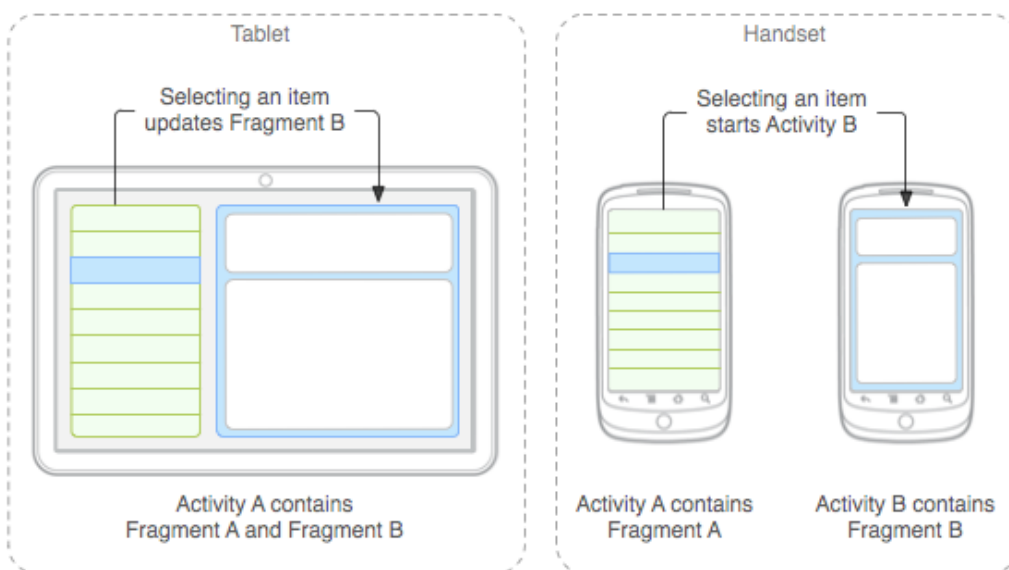 Tablet
Selecting an item
updates Fragment B
Activity A contains
Fragment A and Fragment B
Handset
Selecting an item
starts Activity B
Activity A contains
Fragment A
Activity B contains
Fragment B